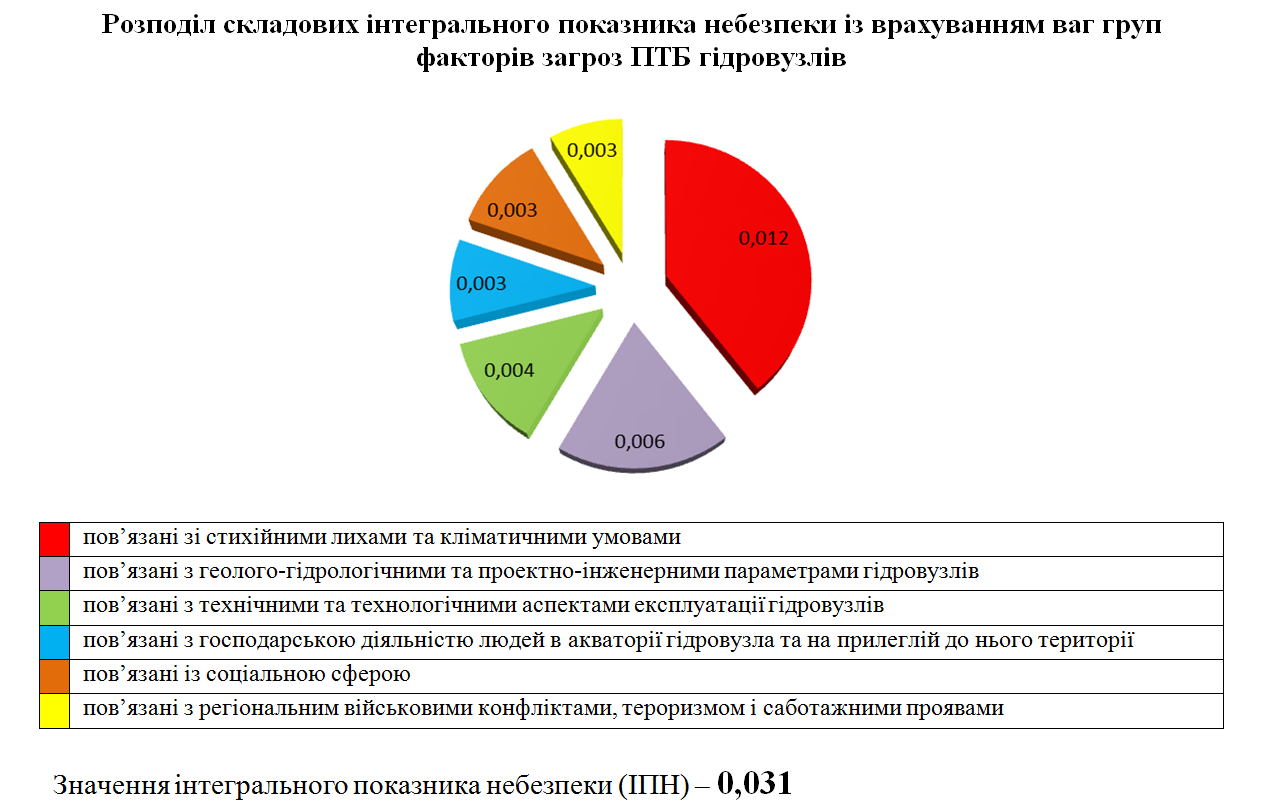 Розподіл складових інтегрального показника небезпеки із врахуванням ваг груп
факторів загроз ПТБ гідровузлів
0,003
0,012
0,003
0,003
0,004
0,006
пов’язані зі стихійними лихами та кліматичними умовами
пов’язані з геолого-гідрологічними та проектно-інженерними параметрами гідровузлів
пов’язані з технічними та технологічними аспектами експлуатації гідровузлів
пов’язані з господарською діяльністю людей в акваторії гідровузла та на прилеглій до нього території
пов’язані із соціальною сферою
пов’язані з регіональним військовими конфліктами, тероризмом і саботажними проявами
Значення інтегрального показника небезпеки (ІПН) – 0,031